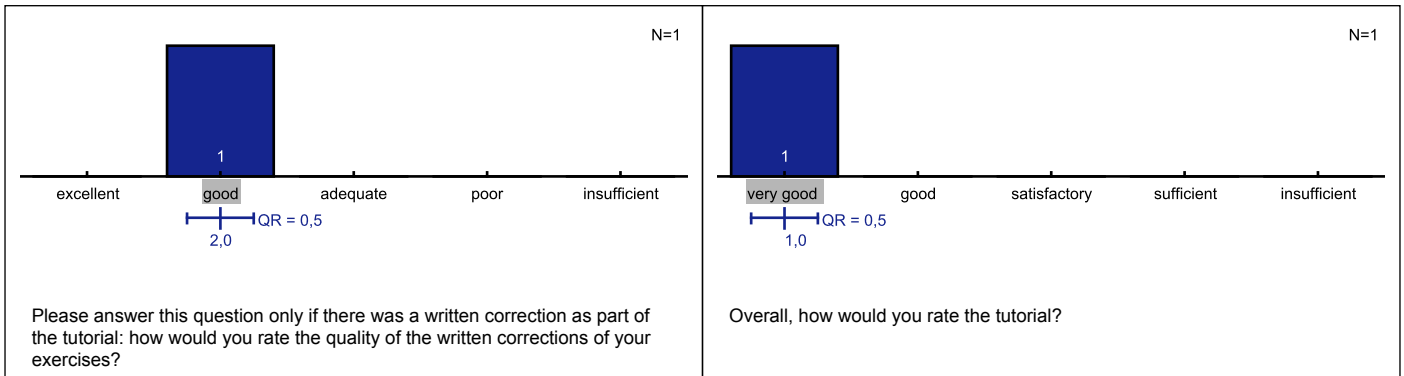 N=1
1
excellent good adequate poor insufficient
QR = 0,5
2,0
Please answer this question only if there was a written correction as part of
the tutorial: how would you rate the quality of the written corrections of your
exercises?
N=1
1
very good good satisfactory sufficient insufficient
QR = 0,5
1,0
Overall, how would you rate the tutorial?